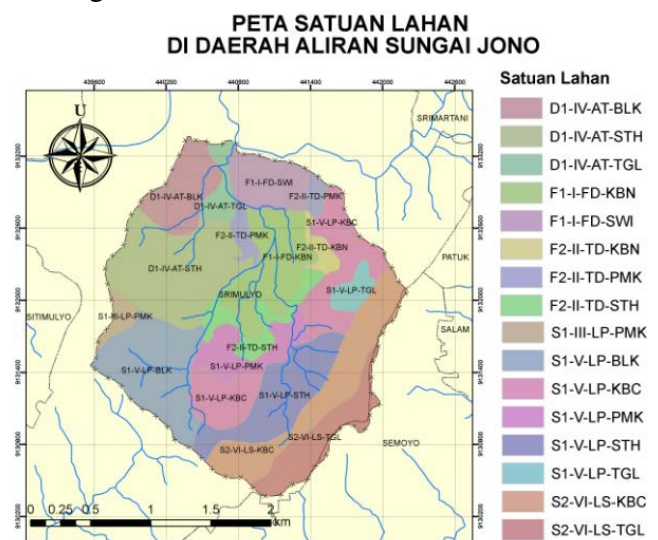 PETA SATUAN LAHAN
DI DAERAH ALIRAN SUNGAI JONO
439600 440200 440800 441400 442000 442600
U
SRIMARTANI
9133200
F1-I-FD-SWI
D1-IV-AT-BLK
F2-II-TD-PMK
D1-IV-AT-TGL
S1-V-LP-KBC
9132600
F2-II-TD-PMK
F2-II-TD-KBN
F1-I-FD-KBN
PATUK
D1-IV-AT-STH
S1-V-LP-TGL
SRIMULYO
9132000
SITIMULYO
S1-III-LP-PMK
SALAM
F2-II-TD-STH
S1-V-LP-BLK
S1-V-LP-PMK
9131400
S1-V-LP-KBC
S1-V-LP-STH
S2-VI-LS-TGL
SEMOYO
S2-VI-LS-KBC
9130800
0 0.25 0.5 1 1.5 2
km
9130200
Satuan Lahan
D1-IV-AT-BLK
D1-IV-AT-STH
D1-IV-AT-TGL
F1-I-FD-KBN
F1-I-FD-SWI
F2-II-TD-KBN
F2-II-TD-PMK
F2-II-TD-STH
S1-III-LP-PMK
S1-V-LP-BLK
S1-V-LP-KBC
S1-V-LP-PMK
S1-V-LP-STH
S1-V-LP-TGL
S2-VI-LS-KBC
S2-VI-LS-TGL